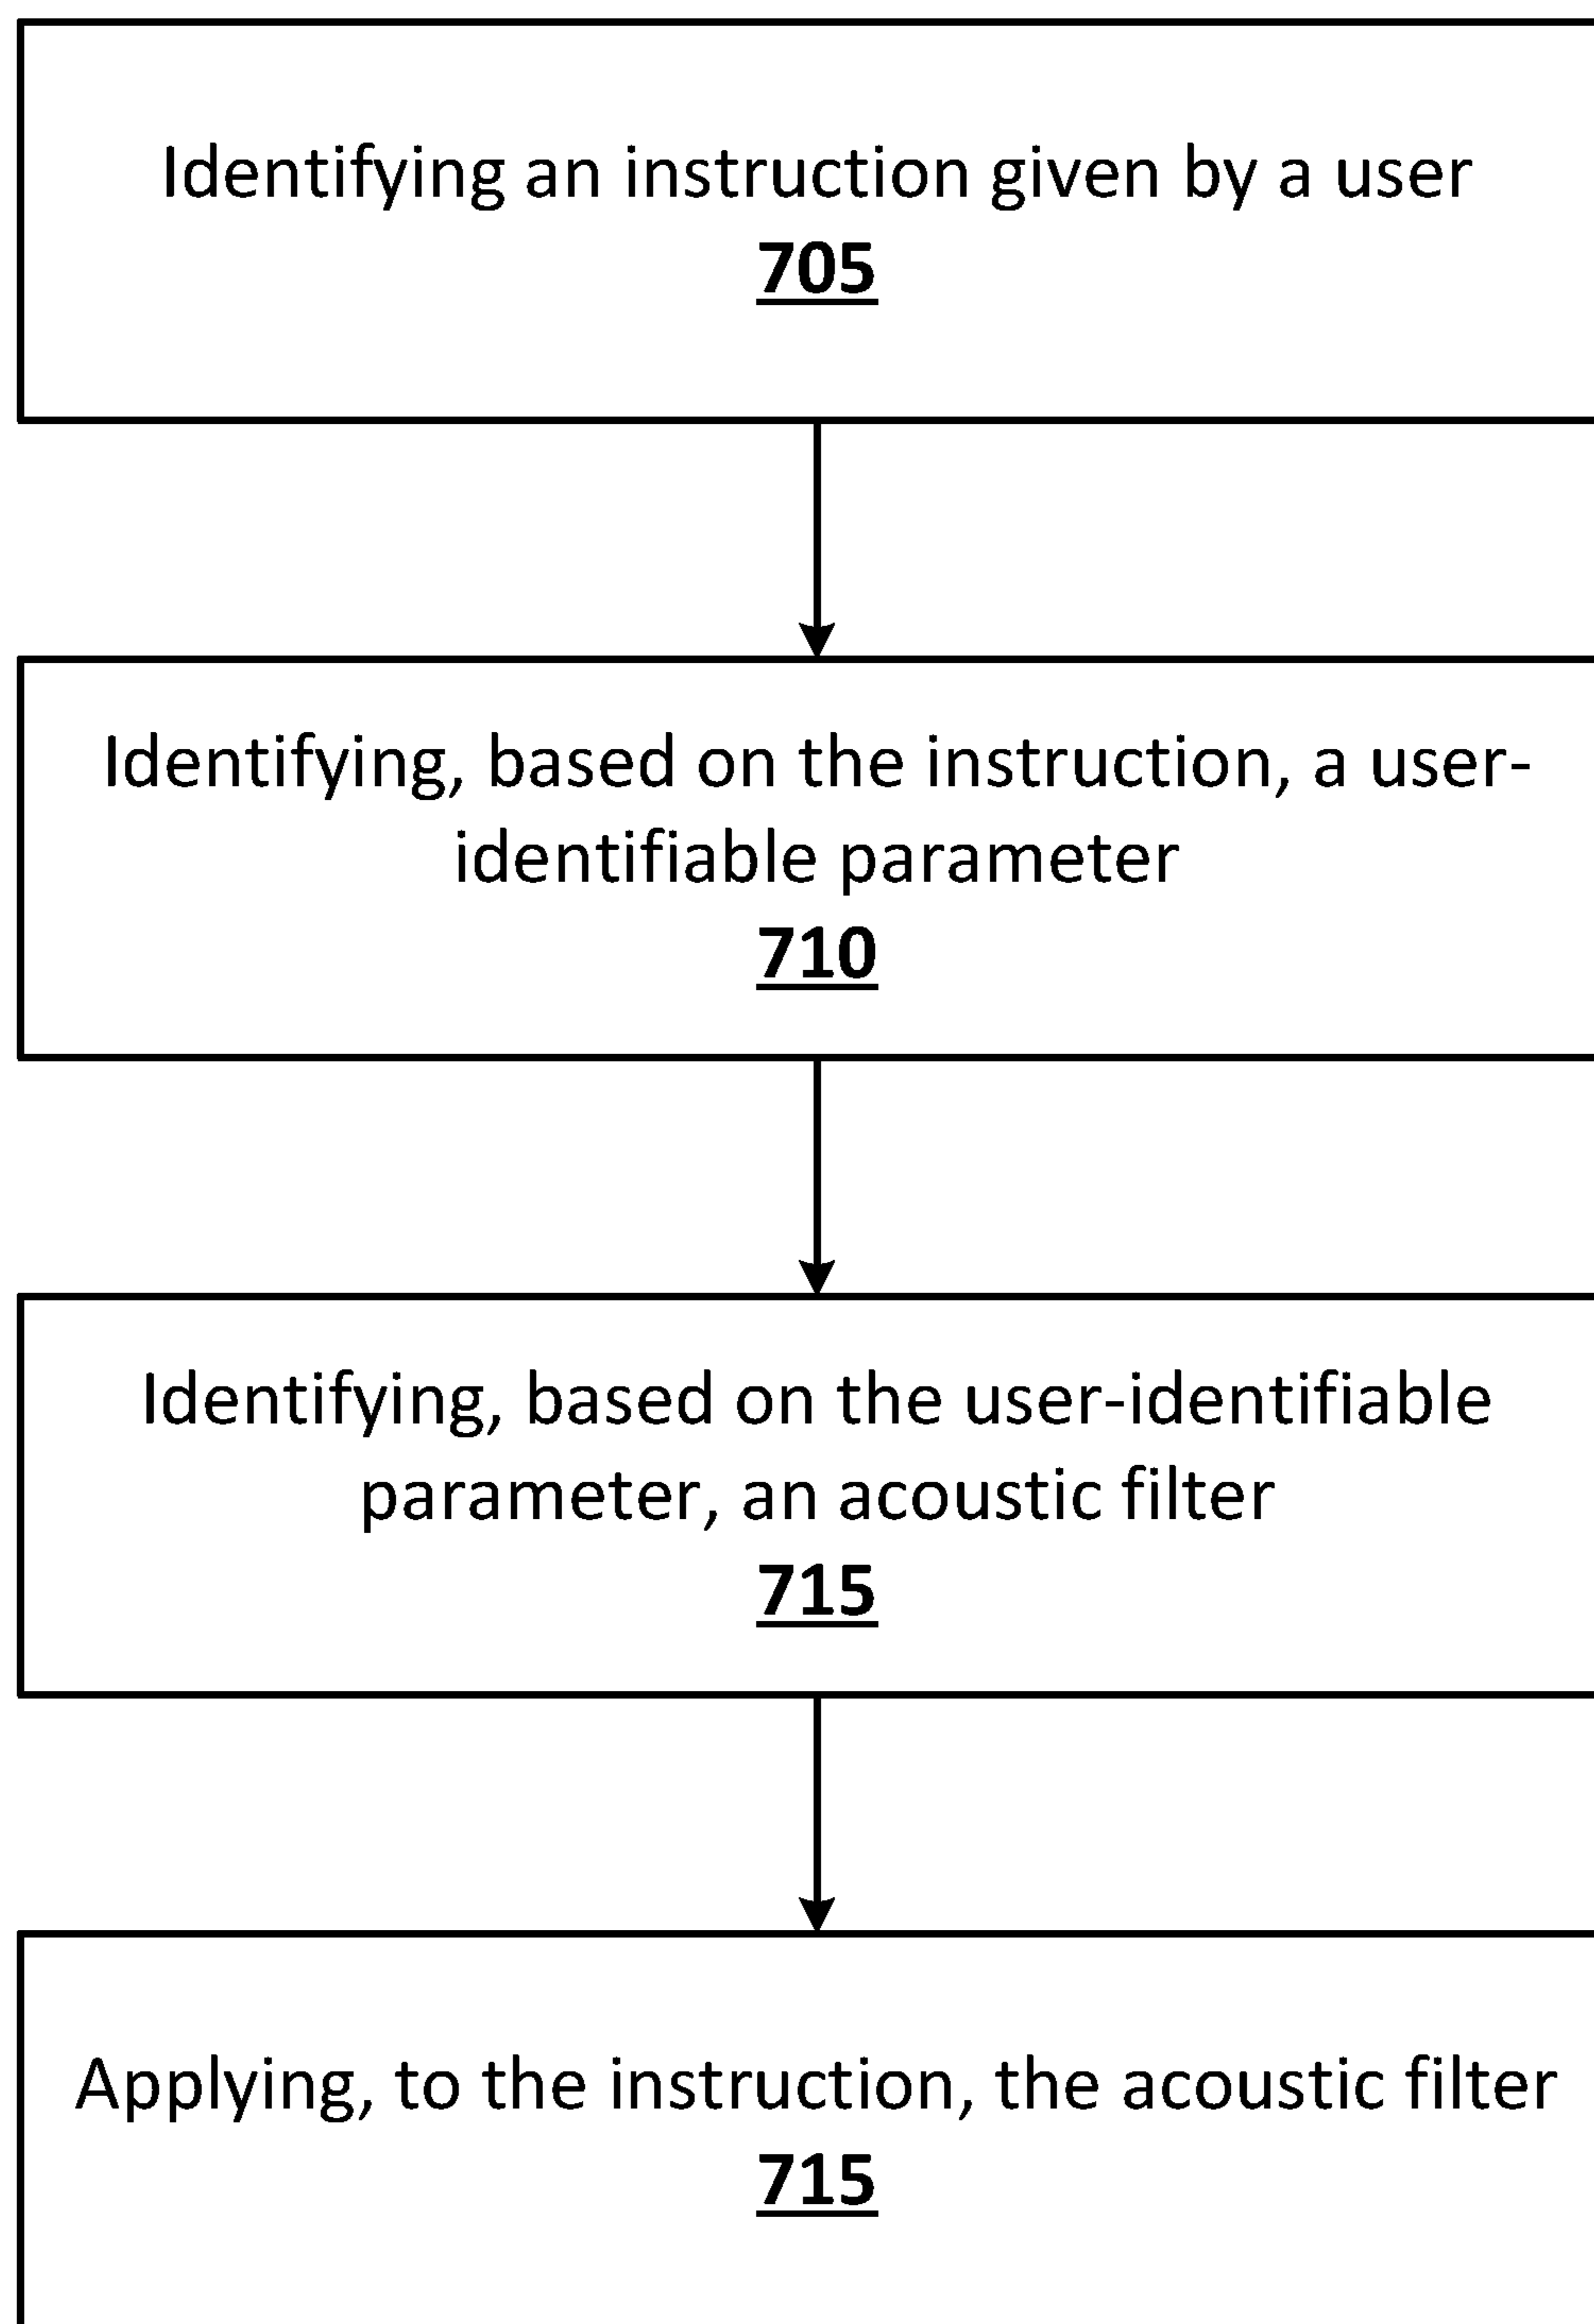 Identifying an instruction given by a user
705
Identifying, based on the instruction, a user-
identifiable parameter
710
Identifying, based on the user-identifiable
parameter, an acoustic filter
715
Applying, to the instruction, the acoustic filter
715